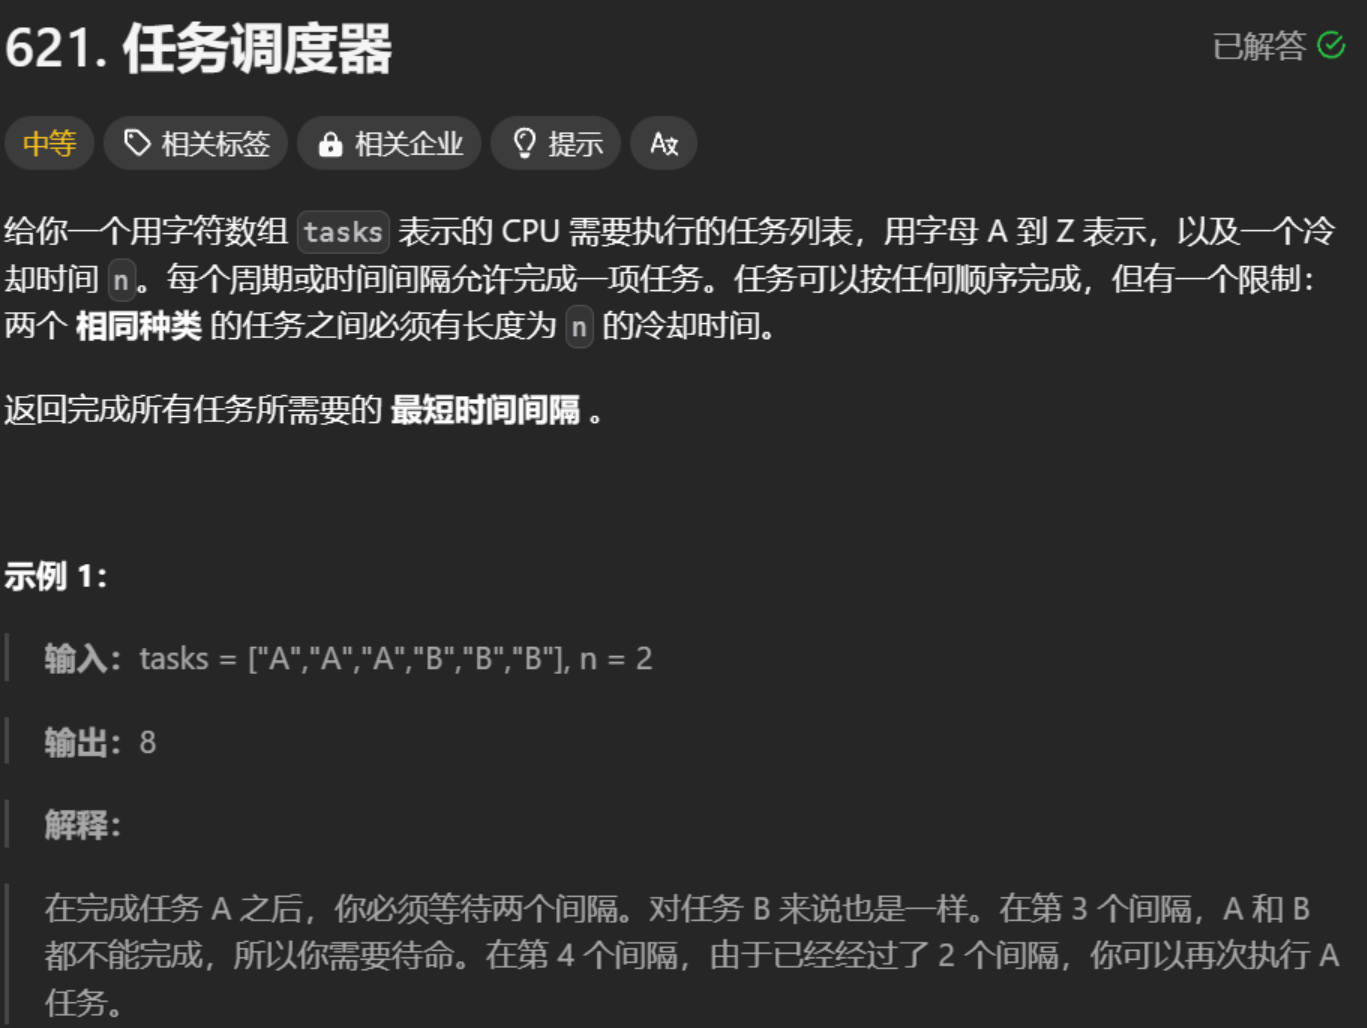 621. 任务调度器
已解答
中等 相关标签 相关企业 提示 A文
给你一个用字符数组 tasks 表示的 CPU 需要执行的任务列表，用字母 A 到 Z 表示，以及一个冷
却时间 n。每个周期或时间间隔允许完成一项任务。任务可以按任何顺序完成，但有一个限制：
两个 相同种类 的任务之间必须有长度为 n 的冷却时间。
返回完成所有任务所需要的 最短时间间隔 。
示例 1：
输入：tasks = ["A","A","A","B","B","B"], n = 2
输出：8
解释：
在完成任务 A 之后，你必须等待两个间隔。对任务 B 来说也是一样。在第 3 个间隔，A 和 B
都不能完成，所以你需要待命。在第 4 个间隔，由于已经经过了 2 个间隔，你可以再次执行 A
任务。